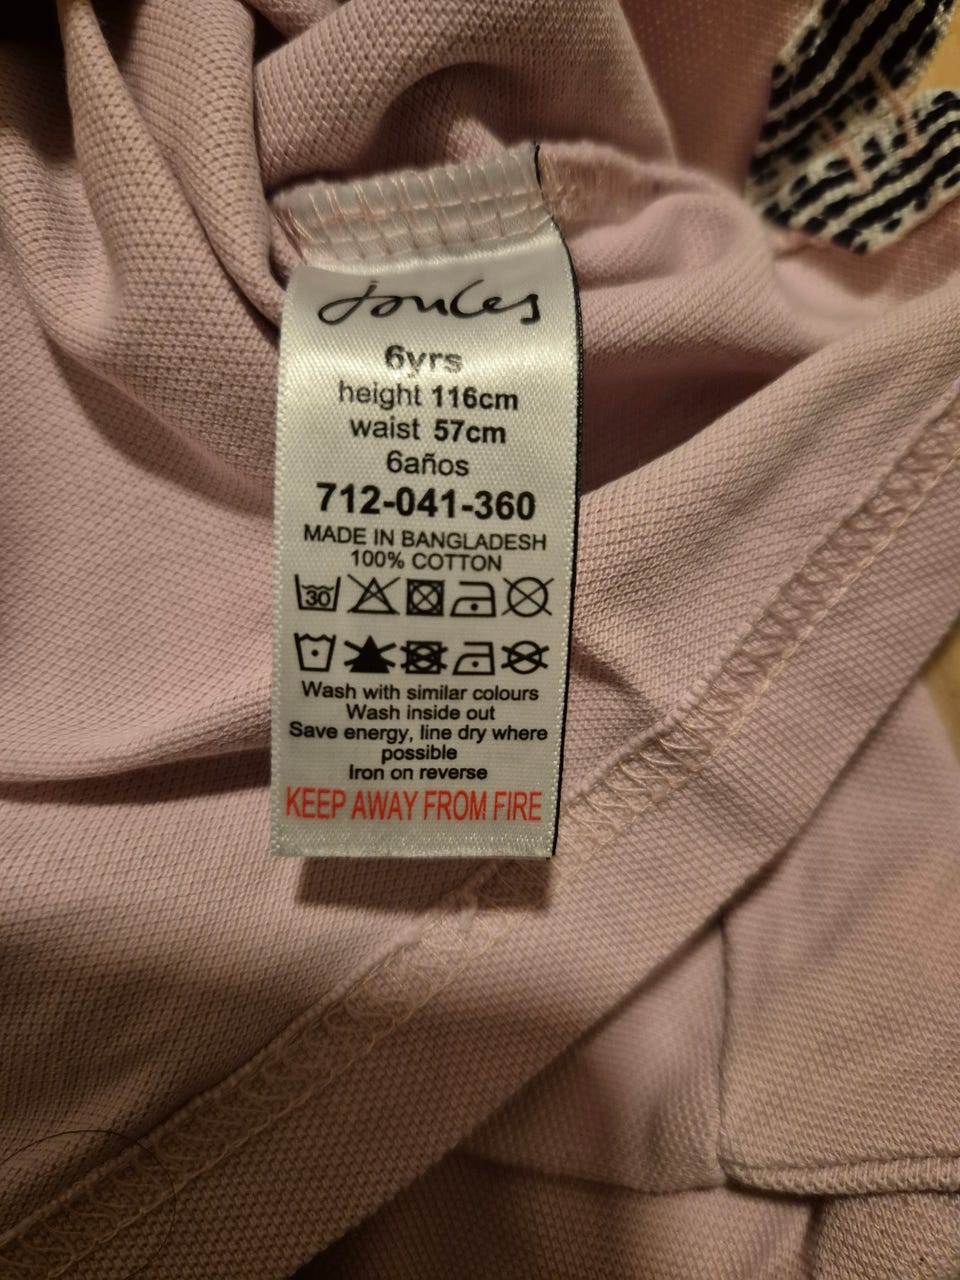 Joules
6yrs
height 116cm
waist 57cm
6años
712-041-360
MADE IN BANGLADESH
100% COTTON
30
Wash with similar colours
Wash inside out
Save energy, line dry where
possible
Iron on reverse
KEEP AWAY FROM FIRE